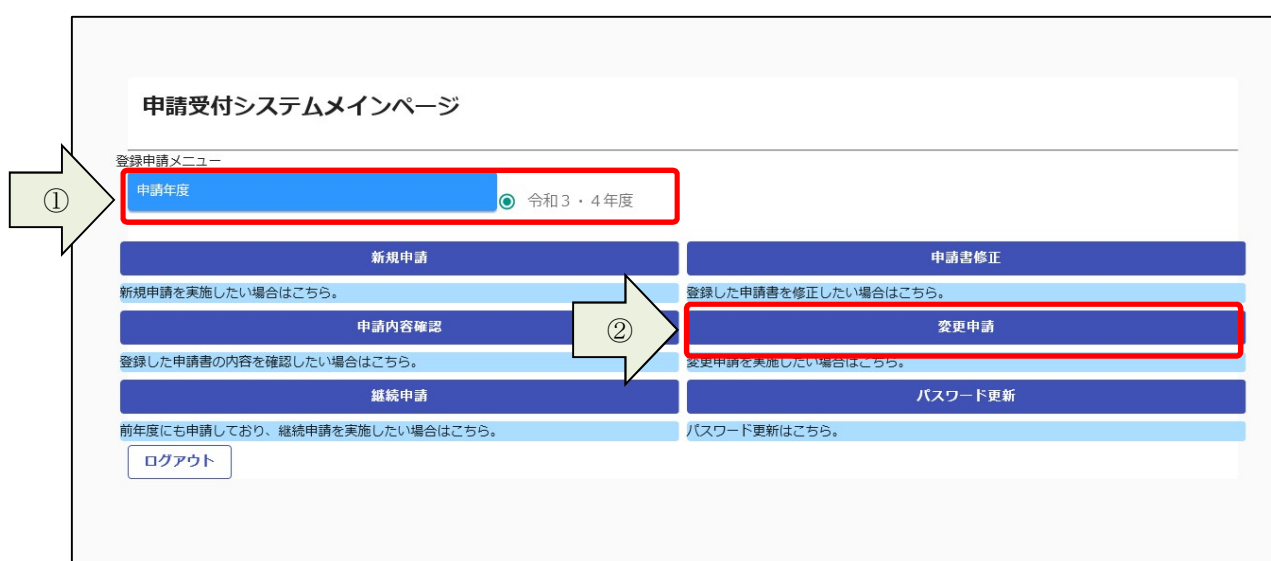 申請受付システムメインページ
登録申請メニュー
①
申請年度
令和3・4年度
新規申請
申請書修正
新規申請を実施したい場合はこちら。
登録した申請書を修正したい場合はこちら。
申請内容確認
②
変更申請
登録した申請書の内容を確認したい場合はこちら。
変更申請を実施したい場合はこちら。
継続申請
パスワード更新
前年度にも申請しており、継続申請を実施したい場合はこちら。
パスワード更新はこちら。
ログアウト